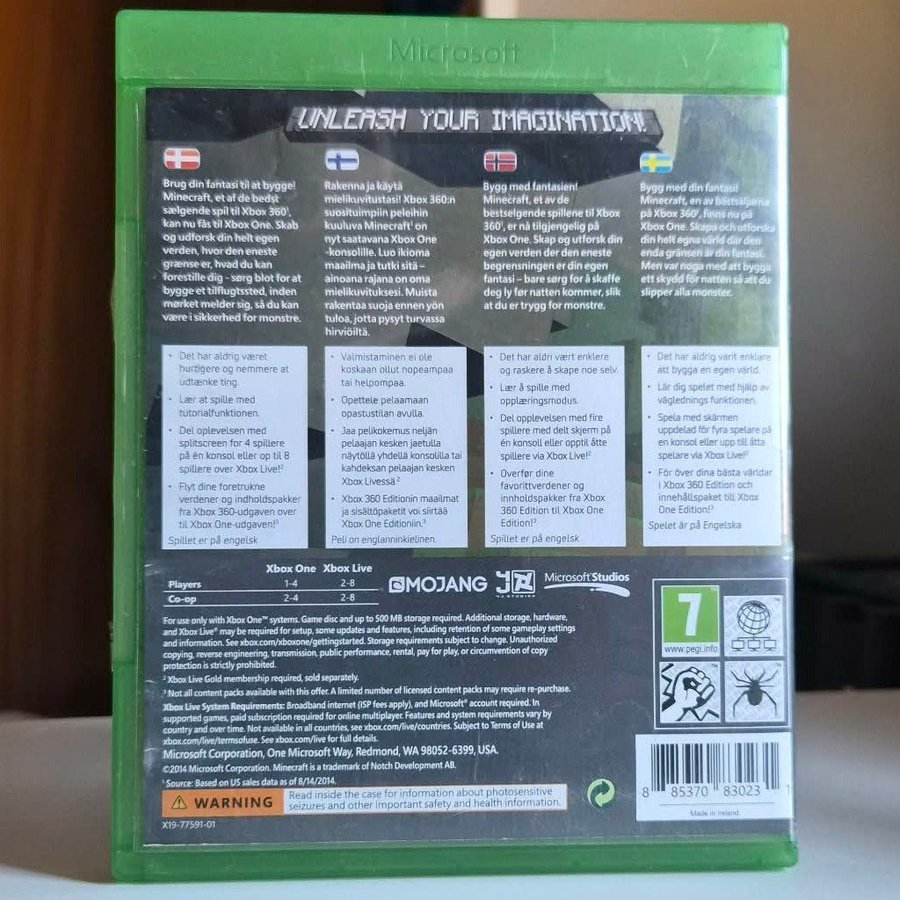 Microsoft
UNLEASH YOUR IMAGINATION!
Brug din fantasi til at bygge!
Minecraft, et af de bedst
sælgende spil til Xbox 360¹,
kan nu fås til Xbox One. Skab
og udforsk din helt egen
verden, hvor den eneste
grænse er, hvad du kan
forestille dig – sørg blot for at
bygge et tilflugtssted, inden
mørket melder sig, så du kan
være i sikkerhed for monstre.
Rakenna ja käytä
mielikuvitustasi! Xbox 360:n
suosituimpiin peleihin
kuuluva Minecraft¹ on
nyt saatavana Xbox One
-konsolille. Luo ikioma
maailma ja tutki sitä –
ainoana rajana on oma
mielikuvituksesi. Muista
rakentaa suoja ennen yön
tuloa, jotta pysyt turvassa
hirviöiltä.
Bygg med fantasien!
Minecraft, et av de
bestselgende spillene til Xbox
360¹, er nå tilgjengelig på
Xbox One. Skap og utforsk din
egen verden der den eneste
begrensningen er din egen
fantasi – bare sørg for å skaffe
deg ly før natten kommer, slik
at du er trygg for monstre.
Bygg med din fantasi!
Minecraft, en av bästsäljarna
på Xbox 360¹, finns nu på
Xbox One. Skapa och utforska
din helt egna värld där den
enda gränsen är din fantasi.
Men var noga med att bygga
ett skydd för natten så att du
slipper alla monster.
• Det har aldrig været
hurtigere og nemmere at
udtænke ting.
• Lær at spille med
tutorialfunktionen.
• Del oplevelsen med
splitscreen for 4 spillere
på én konsol eller op til 8
spillere over Xbox Live!²
• Flyt dine foretrukne
verdener og indholdspakker
fra Xbox 360-udgaven over
til Xbox One-udgaven!³
Spillet er på engelsk
• Valmistaminen ei ole
koskaan ollut nopeampaa
tai helpompaa.
• Opettele pelaamaan
opastustilan avulla.
• Jaa pelikokemus neljän
pelaajan kesken jaetulla
näytöllä yhdellä konsolilla tai
kahdeksan pelaajan kesken
Xbox Livessä.²
• Xbox 360 Editionin maailmat
ja sisältöpaketit voi siirtää
Xbox One Editioniin.³
Peli on englanninkielinen.
• Det har aldri vært enklere
og raskere å skape noe selv.
• Lær å spille med
opplæringsmodus.
• Del opplevelsen med fire
spillere med delt skjerm på
én konsoll eller opptil åtte
spillere via Xbox Live!²
• Overfør dine
favorittverdener og
innholdspakker fra Xbox
360 Edition til Xbox One
Edition!³
Spillet er på engelsk
• Det har aldrig varit enklare
att bygga en egen värld.
• Lär dig spelet med hjälp av
väglednings funktionen.
• Spela med skärmen
uppdelad för fyra spelare på
en konsol eller upp till åtta
spelare via Xbox Live!²
• För över dina bästa världar
i Xbox 360 Edition och
innehållspaket till Xbox
One Edition!³
Spelet är på Engelska
Xbox One Xbox Live
Players 1-4 2-8
Co-op 2-4 2-8
MOJANG
4J STUDIOS
Microsoft Studios
For use only with Xbox One™ systems. Game disc and up to 500 MB storage required. Additional storage, hardware,
and Xbox Live® may be required for setup, some updates and features, including retention of some gameplay settings
and information. See xbox.com/xboxone/gettingstarted. Storage requirements subject to change. Unauthorized
copying, reverse engineering, transmission, public performance, rental, pay for play, or circumvention of copy
protection is strictly prohibited.
² Xbox Live Gold membership required, sold separately.
³ Not all content packs available with this offer. A limited number of licensed content packs may require re-purchase.
Xbox Live System Requirements: Broadband internet (ISP fees apply), and Microsoft® account required. In
supported games, paid subscription required for online multiplayer. Features and system requirements vary by
country and over time. Not available in all countries, see xbox.com/live/countries. Subject to Terms of Use at
xbox.com/live/termsofuse. See xbox.com/live for full details.
Microsoft Corporation, One Microsoft Way, Redmond, WA 98052-6399, USA.
©2014 Microsoft Corporation. Minecraft is a trademark of Notch Development AB.
¹ Source: Based on US sales data as of 8/14/2014.
WARNING
Read inside the case for information about photosensitive
seizures and other important safety and health information.
X19-77591-01
7
www.pegi.info
8 85370 83023 1
Made in Ireland